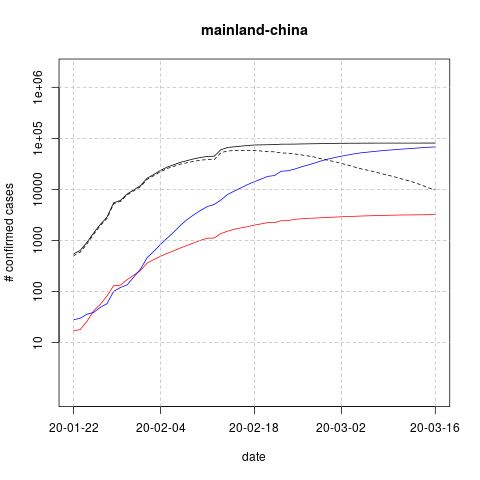 mainland-china
# confirmed cases
1e+06
1e+05
10000
1000
100
10
20-01-22
20-02-04
20-02-18
20-03-02
20-03-16
date